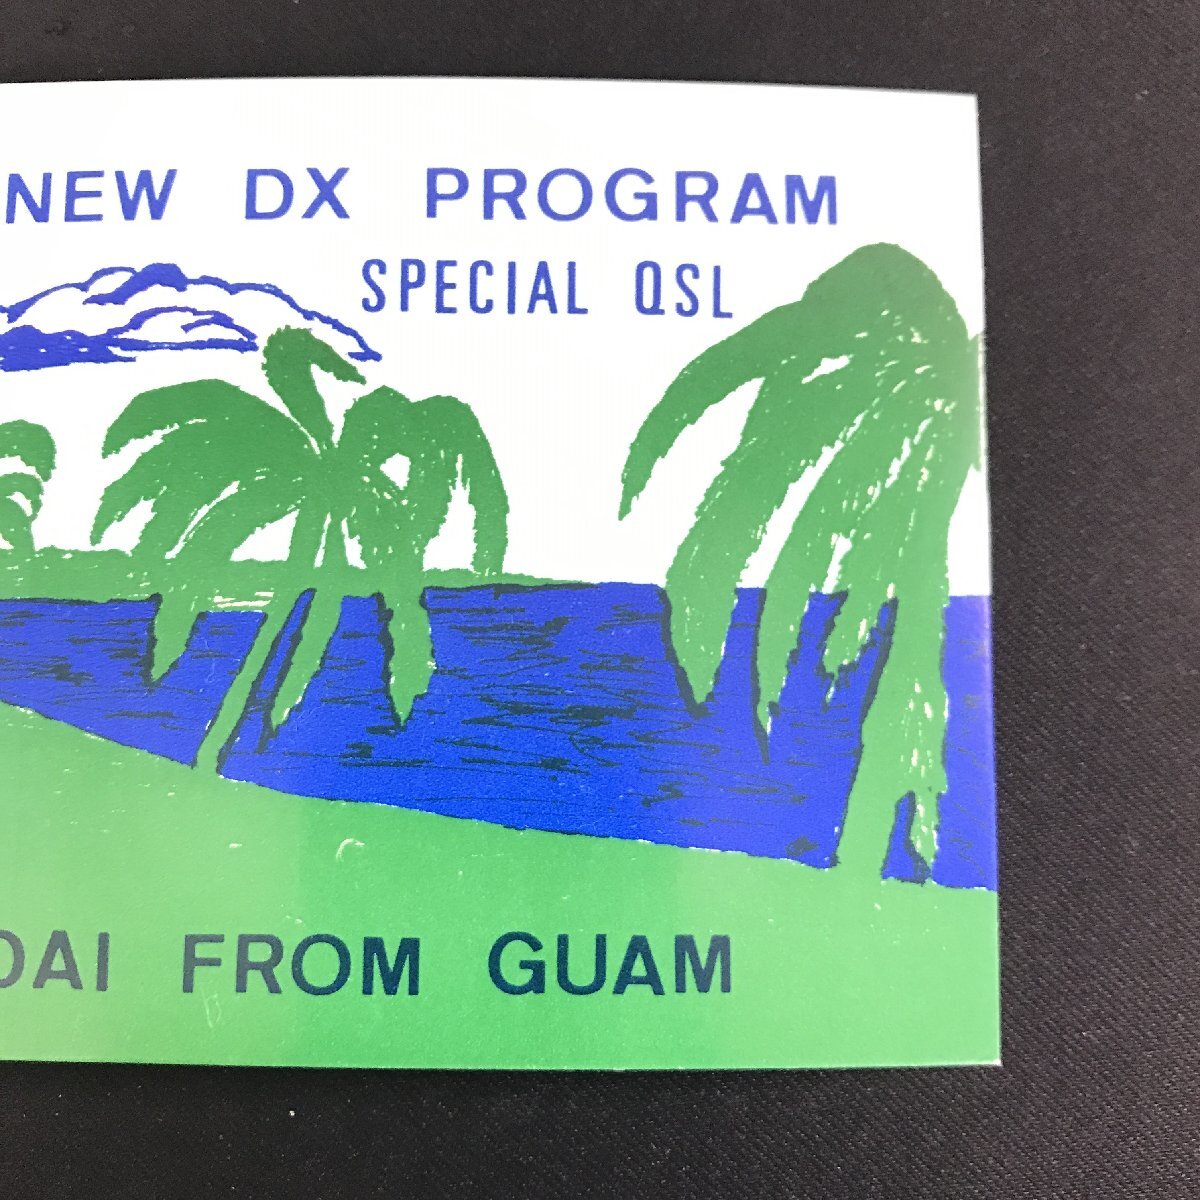 NEW DX PROGRAM
SPECIAL QSL
DAI FROM GUAM